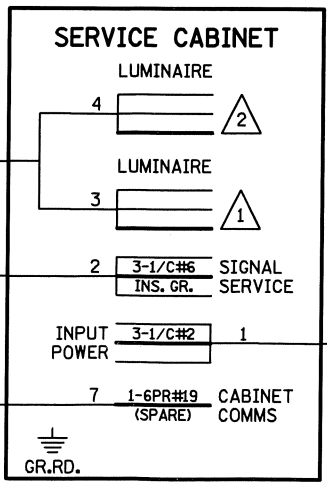 SERVICE CABINET
LUMINAIRE
4
2
LUMINAIRE
3
1
2 3-1/C#6 SIGNAL
INS. GR. SERVICE
INPUT 3-1/C#2 1
POWER
7 1-6PR#19 CABINET
(SPARE) COMMS
GR.RD.